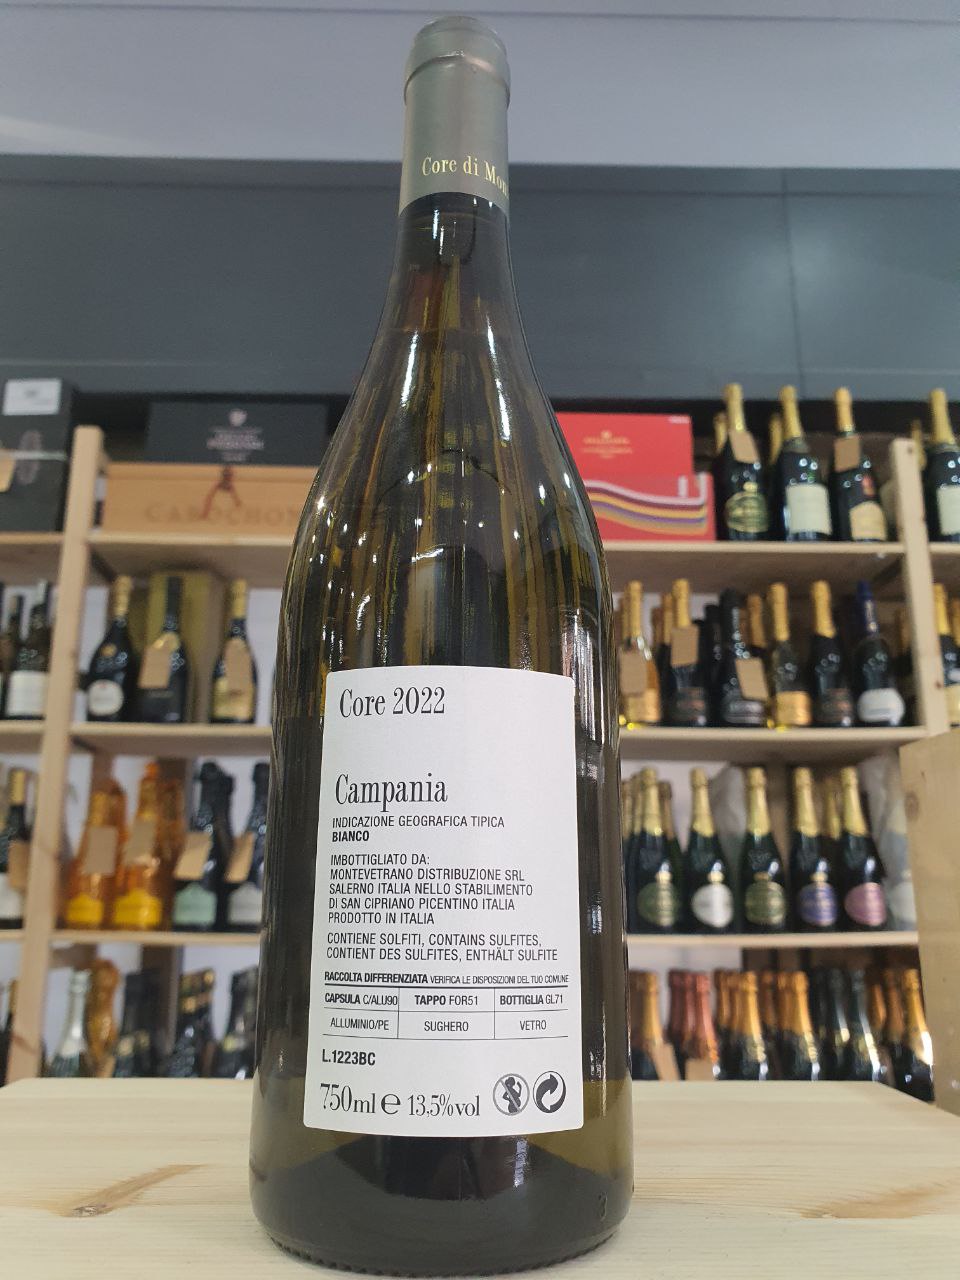 Core di Mon
Core 2022
Campania
INDICAZIONE GEOGRAFICA TIPICA
BIANCO
IMBOTTIGLIATO DA:
MONTEVETRANO DISTRIBUZIONE SRL
SALERNO ITALIA NELLO STABILIMENTO
DI SAN CIPRIANO PICENTINO ITALIA
PRODOTTO IN ITALIA
CONTIENE SOLFITI, CONTAINS SULFITES,
CONTIENT DES SULFITES, ENTHÄLT SULFITE
RACCOLTA DIFFERENZIATA VERIFICA LE DISPOSIZIONI DEL TUO COMUNE
CAPSULA C/ALU90 TAPPO FOR51 BOTTIGLIA GL71
ALLUMINIO/PE SUGHERO VETRO
L.1223BC
750ml e 13,5%vol